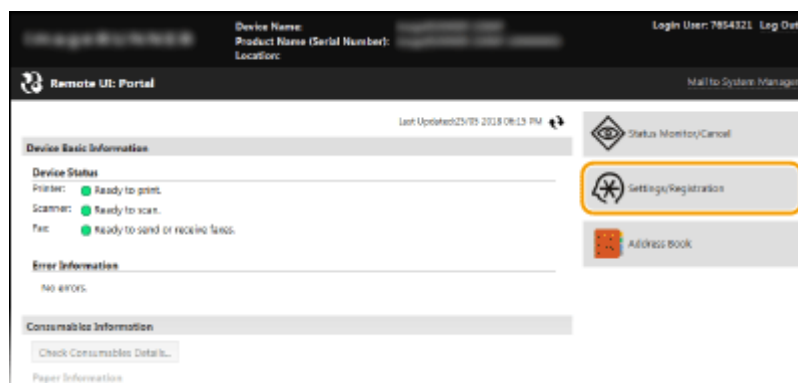 Device Name:
Product Name (Serial Number):
Location:
Login User: 7654321 Log Out
Remote UI: Portal
Mail to System Manager
Last Updated:25/05 2018 06:15 PM
Device Basic Information
Device Status
Printer: Ready to print.
Scanner: Ready to scan.
Fax: Ready to send or receive faxes.
Error Information
No errors.
Consumables Information
Check Consumables Details...
Paper Information
Status Monitor/Cancel
Settings/Registration
Address Book